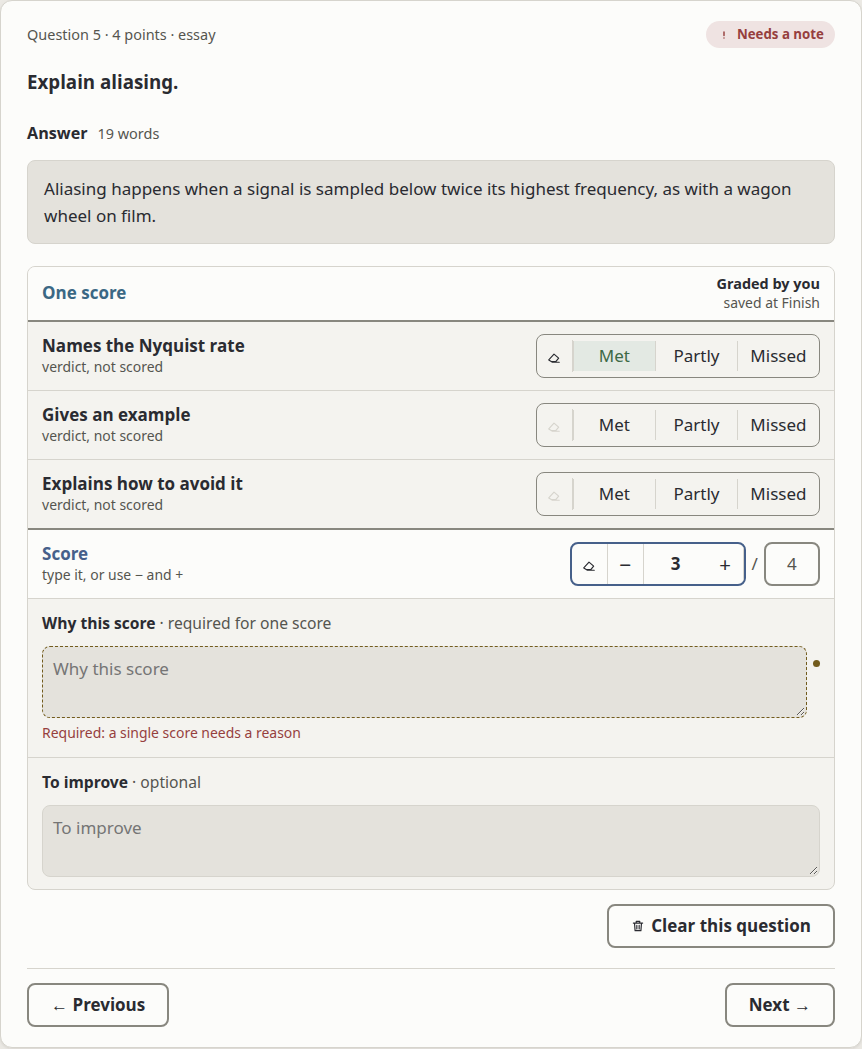 Question 5 · 4 points · essay
! Needs a note
Explain aliasing.
Answer 19 words
Aliasing happens when a signal is sampled below twice its highest frequency, as with a wagon
wheel on film.
One score
Graded by you
saved at Finish
Names the Nyquist rate
verdict, not scored
Met Partly Missed
Gives an example
verdict, not scored
Met Partly Missed
Explains how to avoid it
verdict, not scored
Met Partly Missed
Score
type it, or use − and +
− 3 + / 4
Why this score · required for one score
Why this score
Required: a single score needs a reason
To improve · optional
To improve
Clear this question
← Previous
Next →